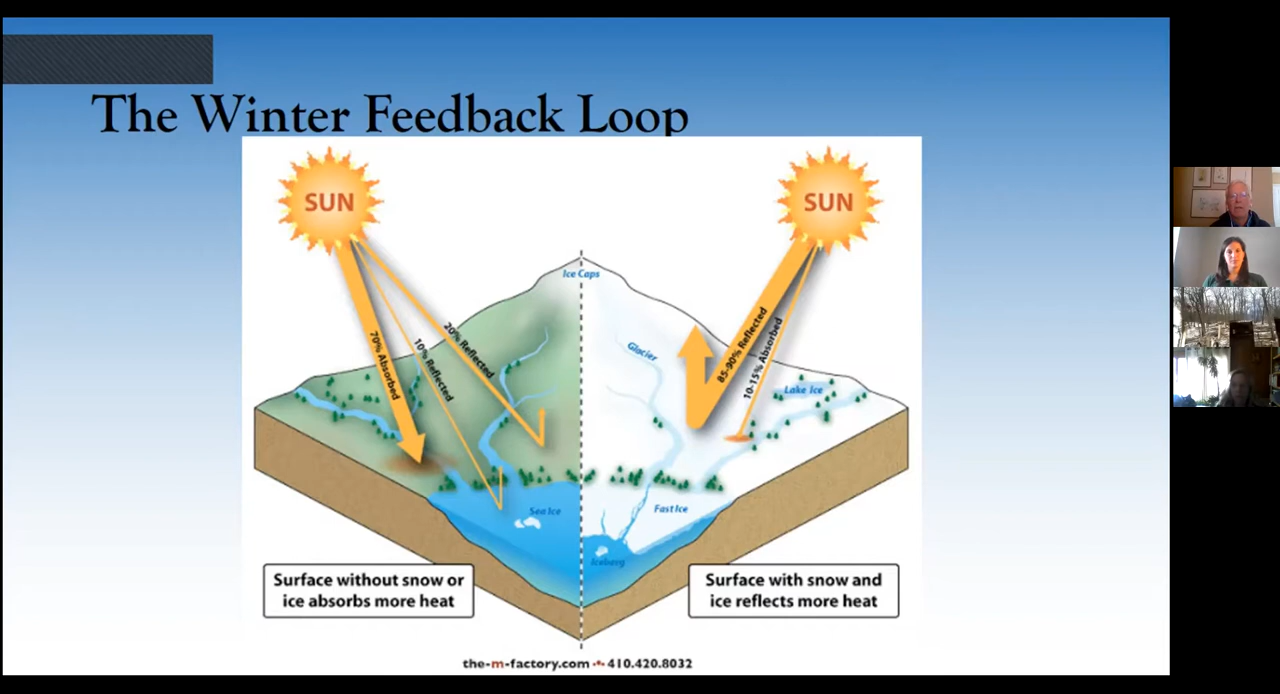 The Winter Feedback Loop
SUN
SUN
Ice Caps
70% Absorbed
10% Reflected
20% Reflected
85-90% Reflected
10-15% Absorbed
Glacier
Lake Ice
Sea Ice
Fast Ice
Iceberg
Surface without snow or
ice absorbs more heat
Surface with snow and
ice reflects more heat
the-m-factory.com 410.420.8032